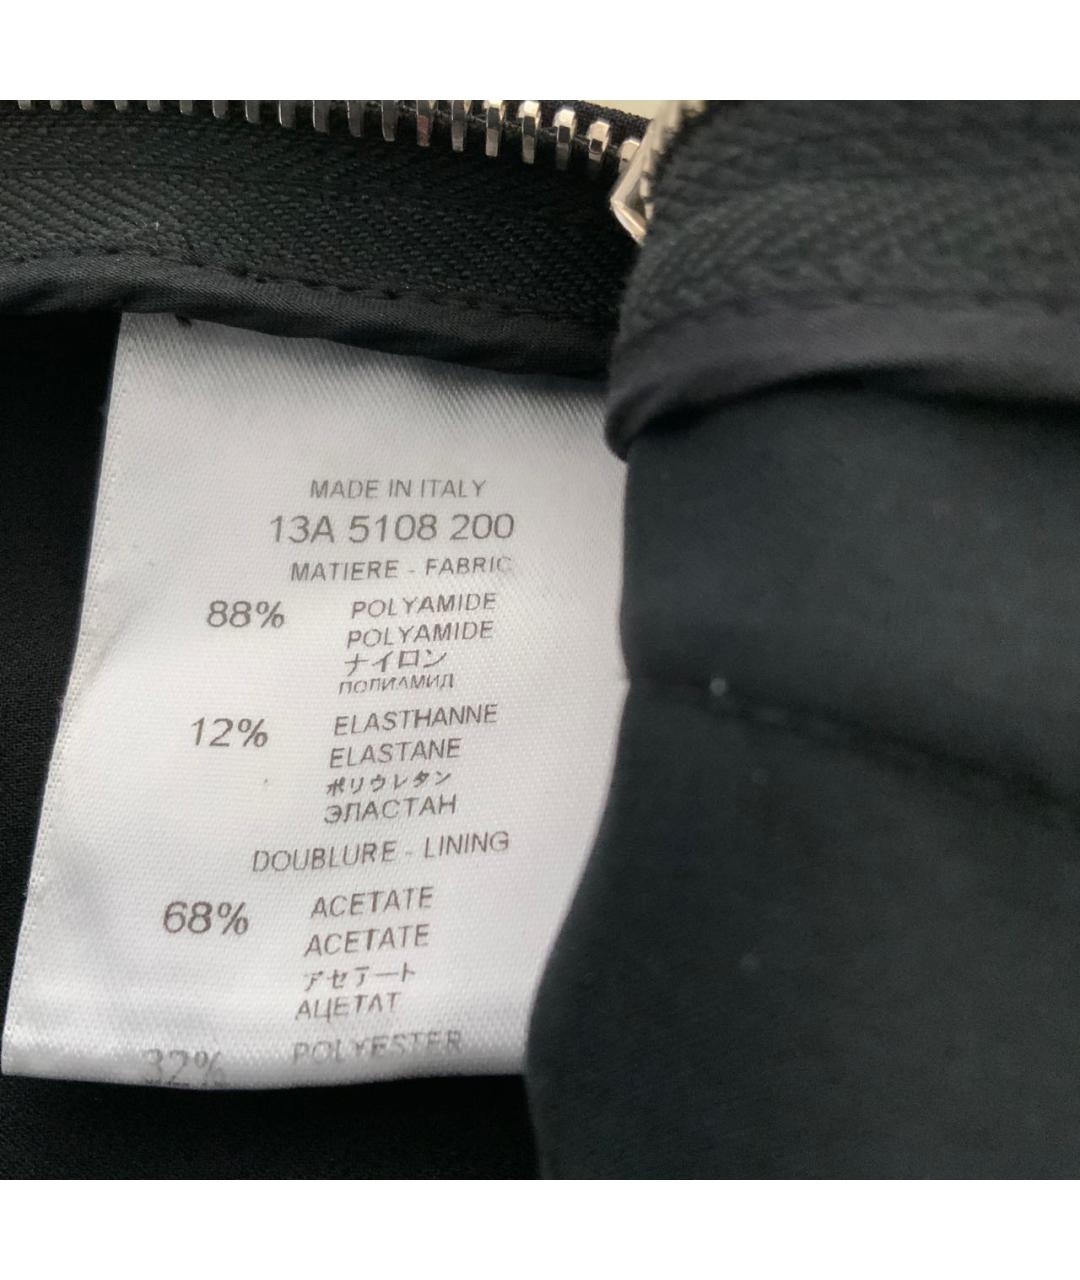 MADE IN ITALY
13A 5108 200
MATIERE - FABRIC
88% POLYAMIDE
POLYAMIDE
ナイロン
ПОЛИАМИД
12% ELASTHANNE
ELASTANE
ポリウレタン
ЭЛАСТАН
DOUBLURE - LINING
68% ACETATE
ACETATE
アセテート
АЦЕТАТ
32% POLYESTER